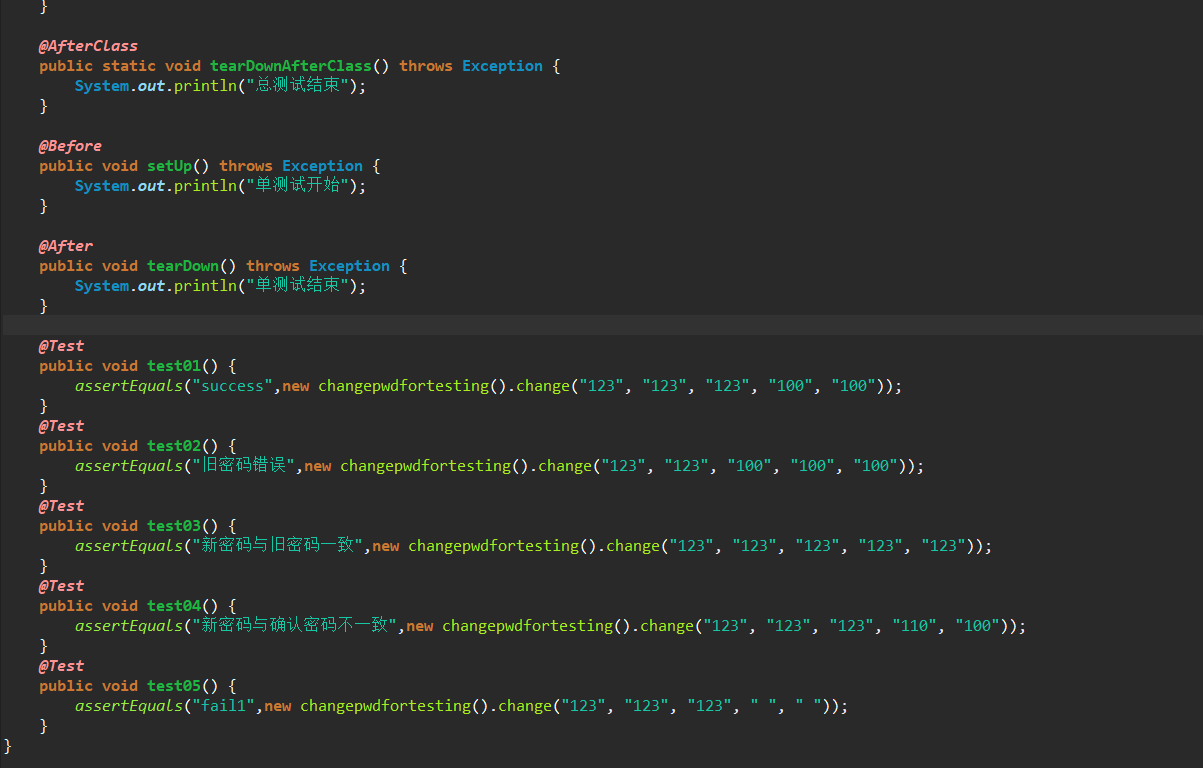 }
@AfterClass
public static void tearDownAfterClass() throws Exception {
System.out.println("总测试结束");
}
@Before
public void setUp() throws Exception {
System.out.println("单测试开始");
}
@After
public void tearDown() throws Exception {
System.out.println("单测试结束");
}
@Test
public void test01() {
assertEquals("success",new changepwdfortesting().change("123", "123", "123", "100", "100"));
}
@Test
public void test02() {
assertEquals("旧密码错误",new changepwdfortesting().change("123", "123", "100", "100", "100"));
}
@Test
public void test03() {
assertEquals("新密码与旧密码一致",new changepwdfortesting().change("123", "123", "123", "123", "123"));
}
@Test
public void test04() {
assertEquals("新密码与确认密码不一致",new changepwdfortesting().change("123", "123", "123", "110", "100"));
}
@Test
public void test05() {
assertEquals("fail1",new changepwdfortesting().change("123", "123", "123", " ", " "));
}
}